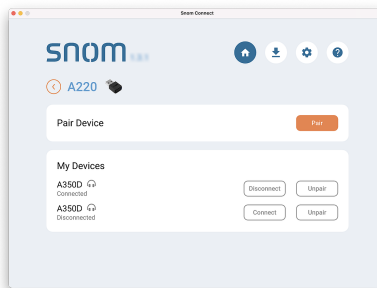 Snom Connect
snom
A220
Pair Device
Pair
My Devices
A350D
Connected
Disconnect
Unpair
A350D
Disconnected
Connect
Unpair